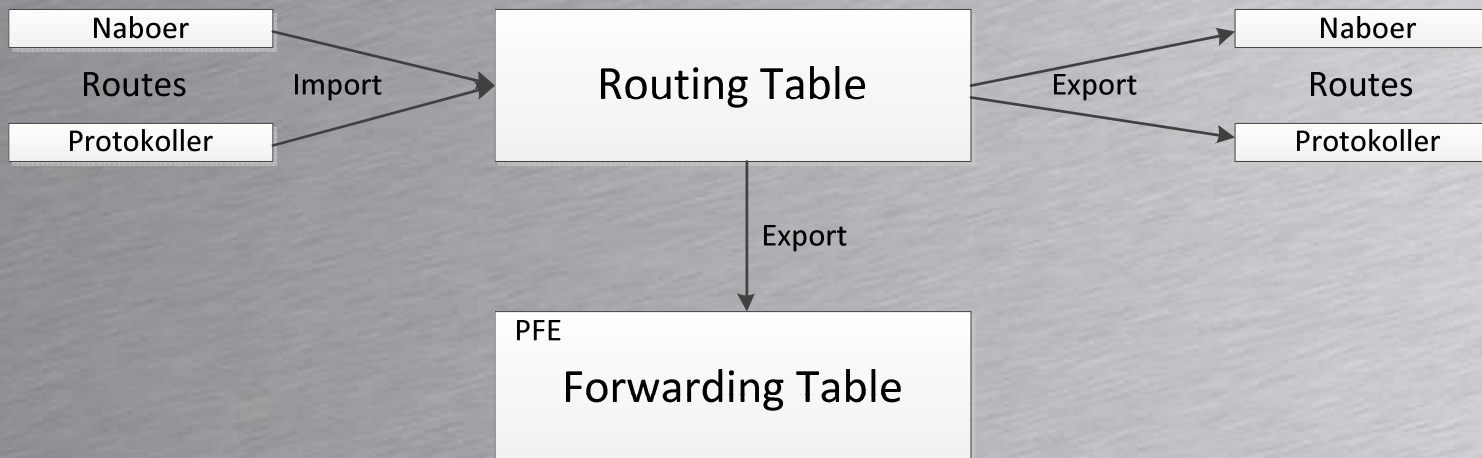 Naboer
Routes
Import
Protokoller
Routing Table
Export
Naboer
Routes
Protokoller
Export
PFE
Forwarding Table